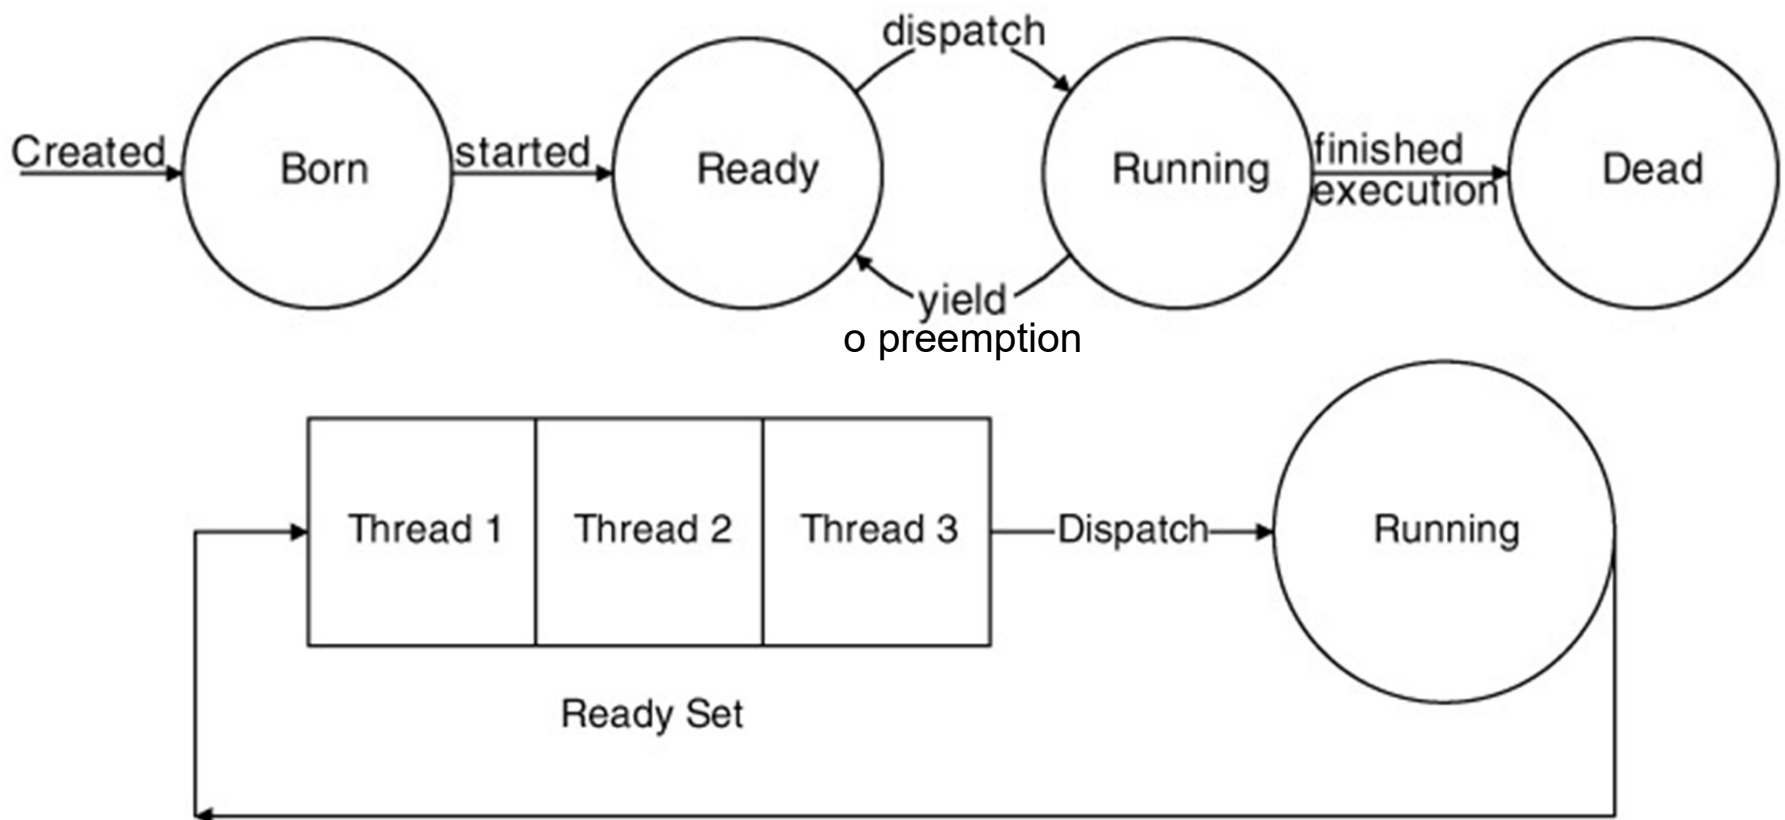 dispatch
Created
Born
started
Ready
Running
finished
execution
Dead
yield
o preemption
Thread 1
Thread 2
Thread 3
Dispatch
Running
Ready Set